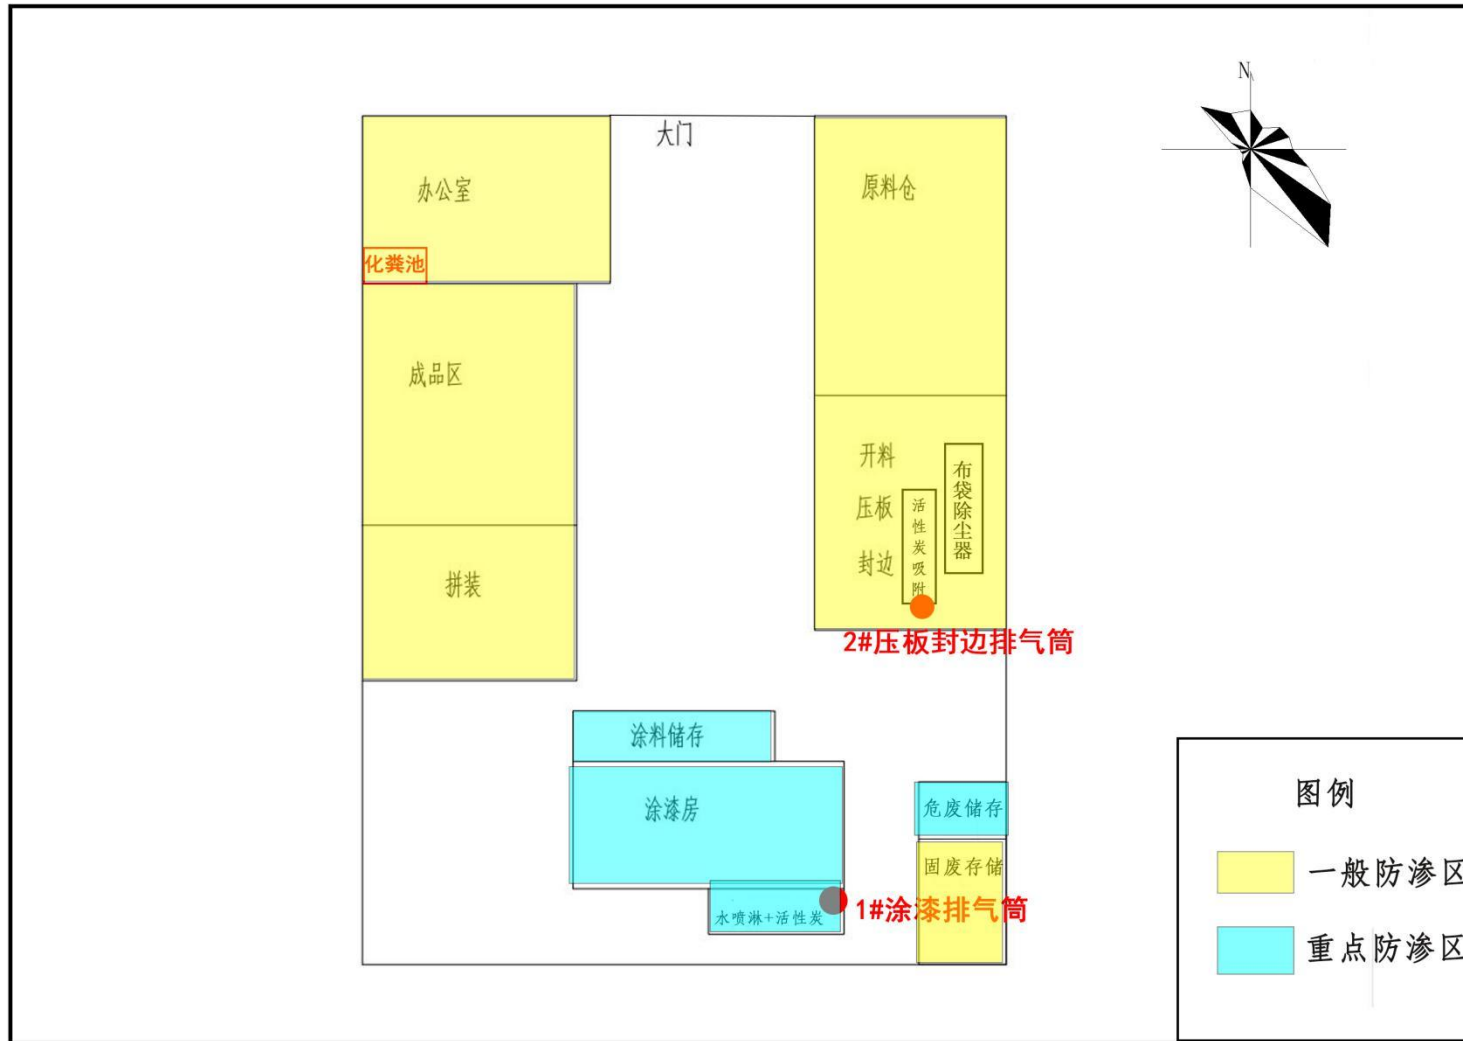 N
大门
办公室
原料仓
化粪池
成品区
开料
压板
封边
活性炭吸附
布袋除尘器
拼装
2#压板封边排气筒
涂料储存
涂漆房
危废储存
固废存储
水喷淋+活性炭
1#涂漆排气筒
图例
一般防渗区
重点防渗区